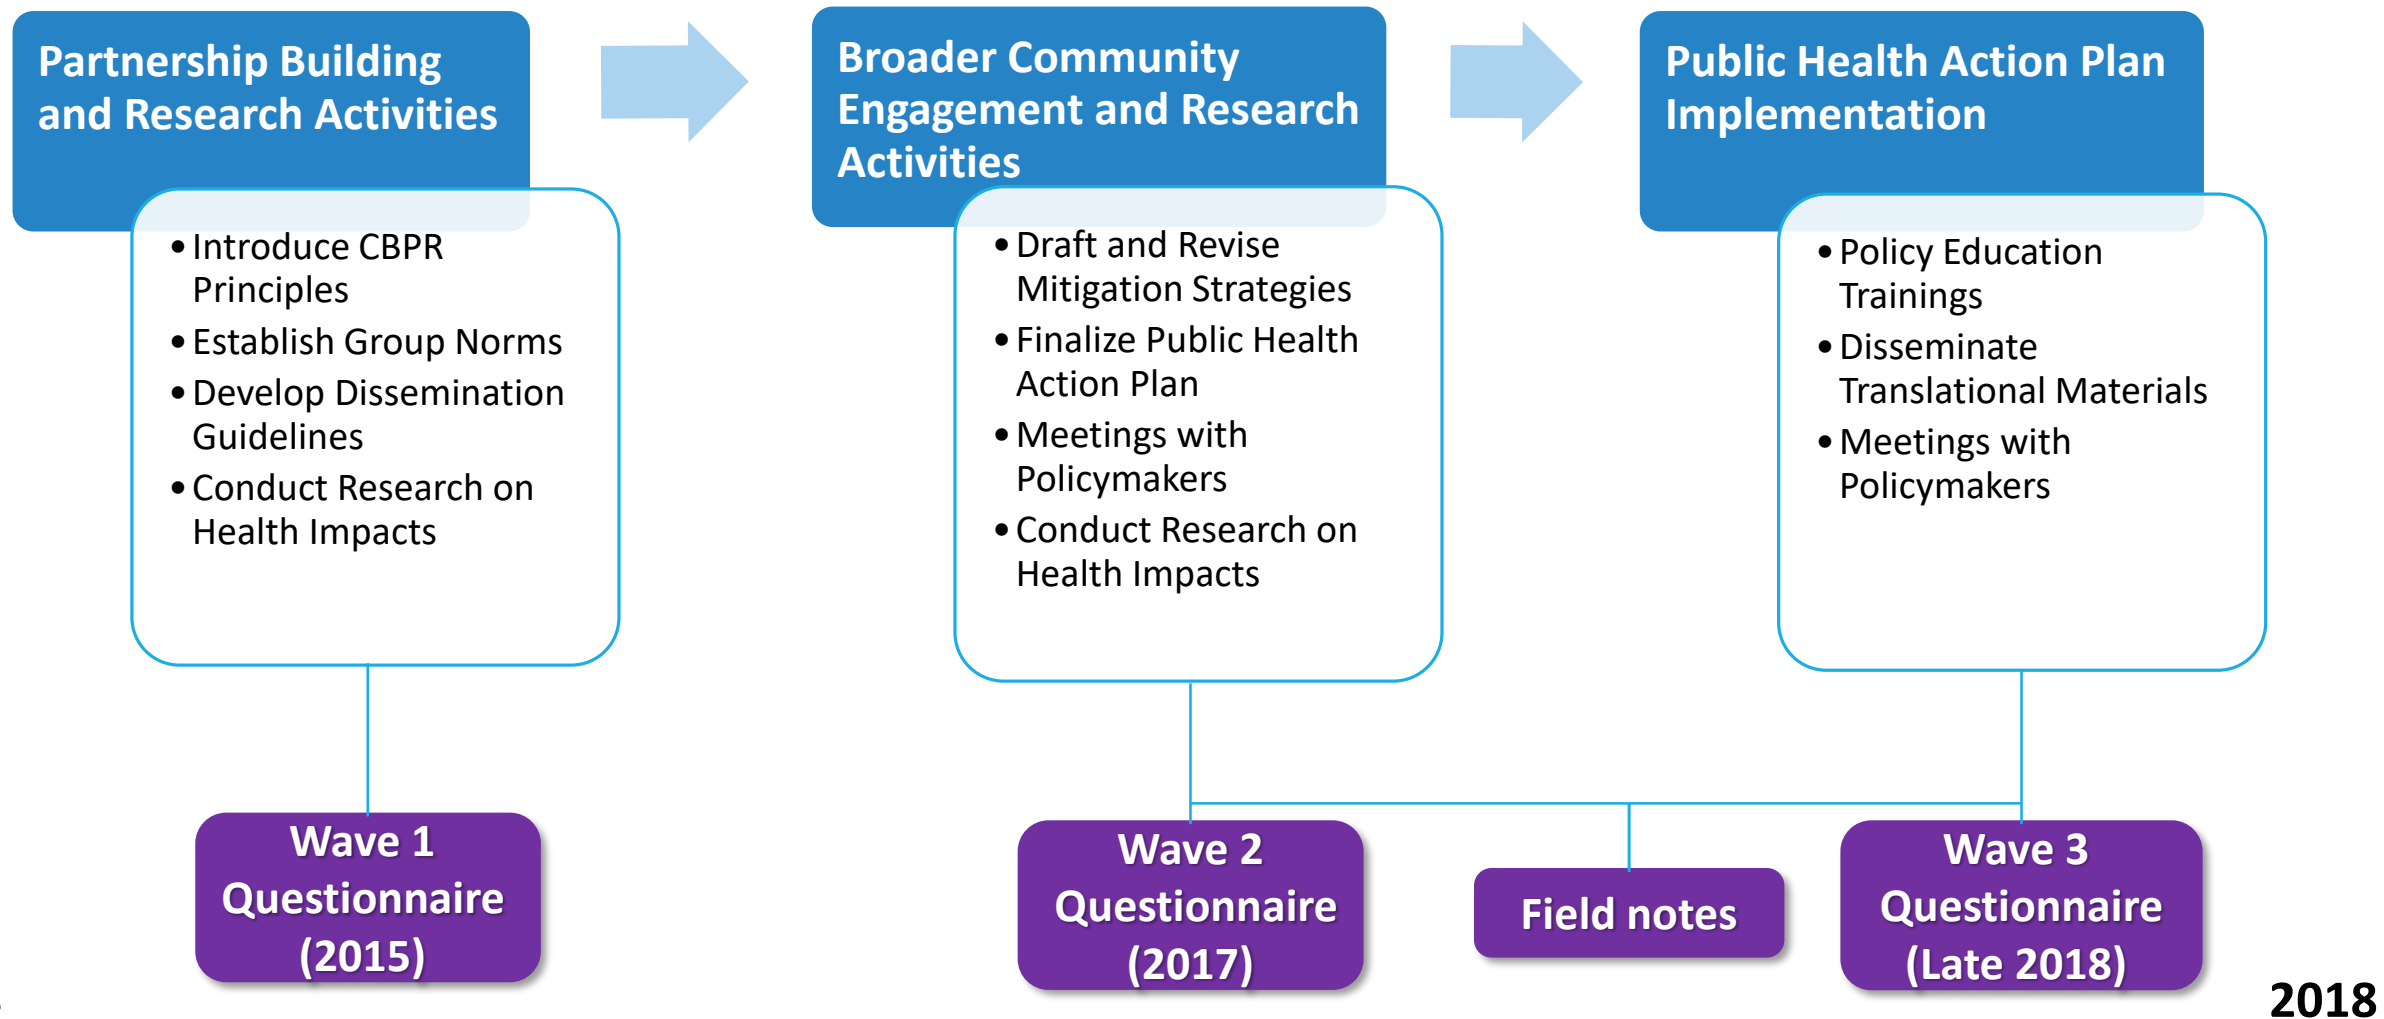 Partnership Building
and Research Activities
• Introduce CBPR
Principles
• Establish Group Norms
• Develop Dissemination
Guidelines
• Conduct Research on
Health Impacts
Wave 1
Questionnaire
(2015)
Broader Community
Engagement and Research
Activities
• Draft and Revise
Mitigation Strategies
• Finalize Public Health
Action Plan
• Meetings with
Policymakers
• Conduct Research on
Health Impacts
Wave 2
Questionnaire
(2017)
Field notes
Public Health Action Plan
Implementation
• Policy Education
Trainings
• Disseminate
Translational Materials
• Meetings with
Policymakers
Wave 3
Questionnaire
(Late 2018)
2018